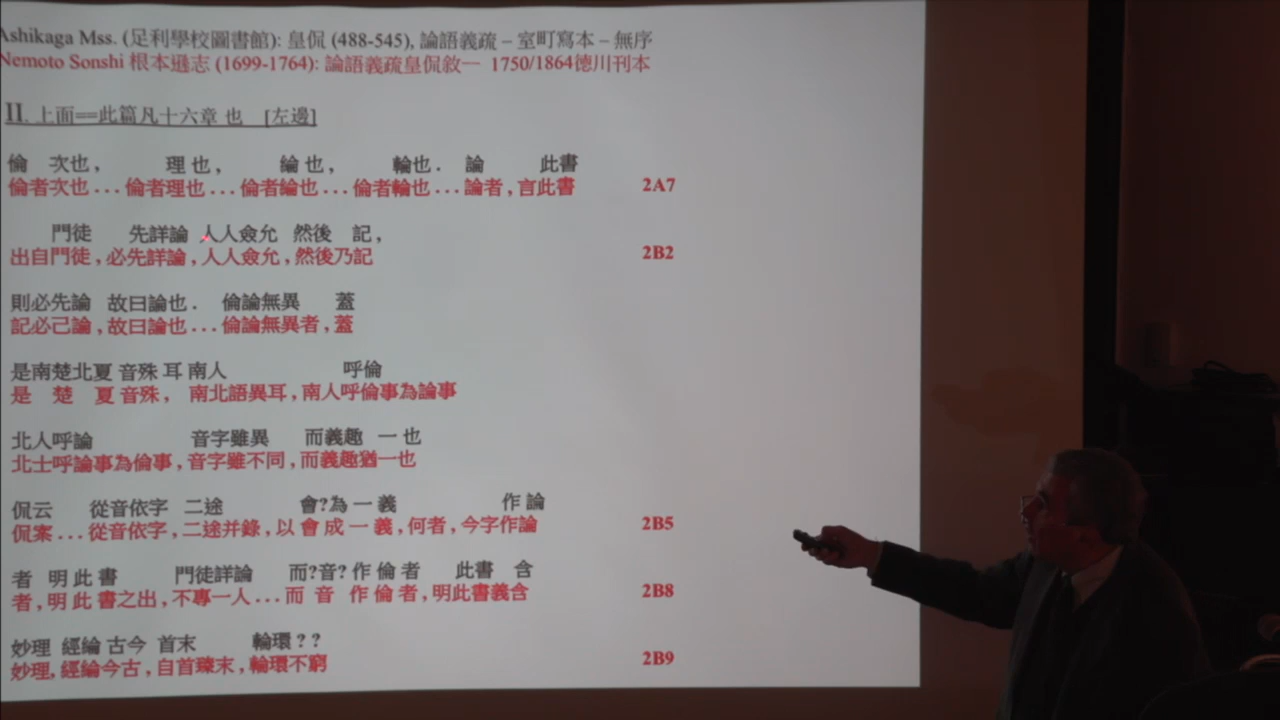 Ashikaga Mss. (足利學校圖書館): 皇侃 (488-545), 論語義疏 – 室町寫本 – 無序
Nemoto Sonshi 根本遜志 (1699-1764): 論語義疏皇侃敘一 1750/1864德川刊本
II. 上面==此篇凡十六章 也 [左邊]
倫 次也 , 理 也 , 綸 也 , 輪也 . 論 此書
倫者次也 . . . 倫者理也 . . . 倫者綸也 . . . 倫者輪也 . . . 論者 , 言此書 2A7
門徒 先詳論 人人僉允 然後 記 ,
出自門徒 , 必先詳論 , 人人僉允 , 然後乃記 2B2
則必先論 故曰論也 . 倫論無異 蓋
記必己論 , 故曰論也 . . . 倫論無異者 , 蓋
是南楚北夏 音殊 耳 南人 呼倫
是 楚 夏 音殊 , 南北語異耳 , 南人呼倫事為論事
北人呼論 音字雖異 而義趣 一 也
北士呼論事為倫事 , 音字雖不同 , 而義趣猶一也
侃云 從音依字 二途 會?為 一 義 作 論
侃案 . . . 從音依字 , 二途并錄 , 以 會 成 一 義 , 何者 , 今字作論 2B5
者 明 此 書 門徒詳論 而?音? 作 倫 者 此書 含
者 , 明 此 書之出 , 不專一人 . . . 而 音 作 倫 者 , 明此書義含 2B8
妙理 經綸 古今 首末 輪環 ? ?
妙理, 經綸今古 , 自首臻末 , 輪環不窮 2B9